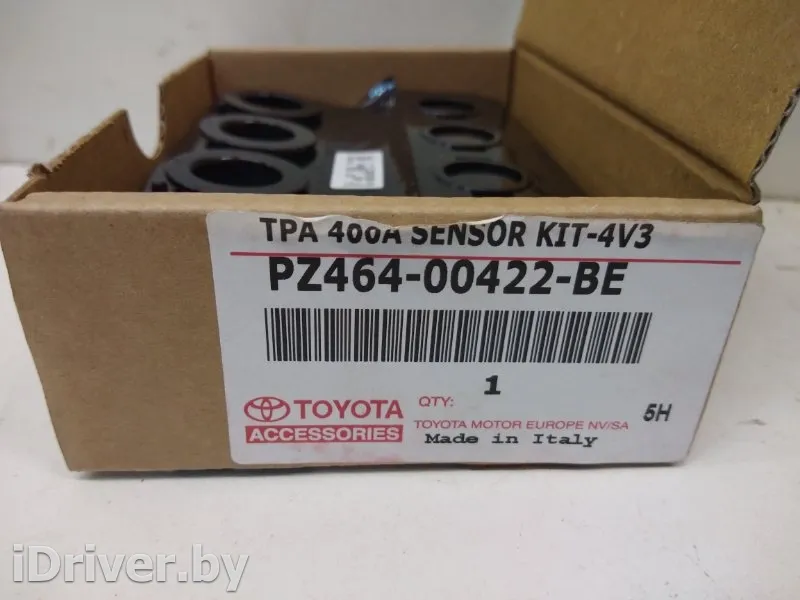 TPA 400A SENSOR KIT-4V3
PZ464-00422-BE
1
QTY:
5H
TOYOTA
ACCESSORIES
TOYOTA MOTOR EUROPE NV/SA
Made in Italy
iDriver.by